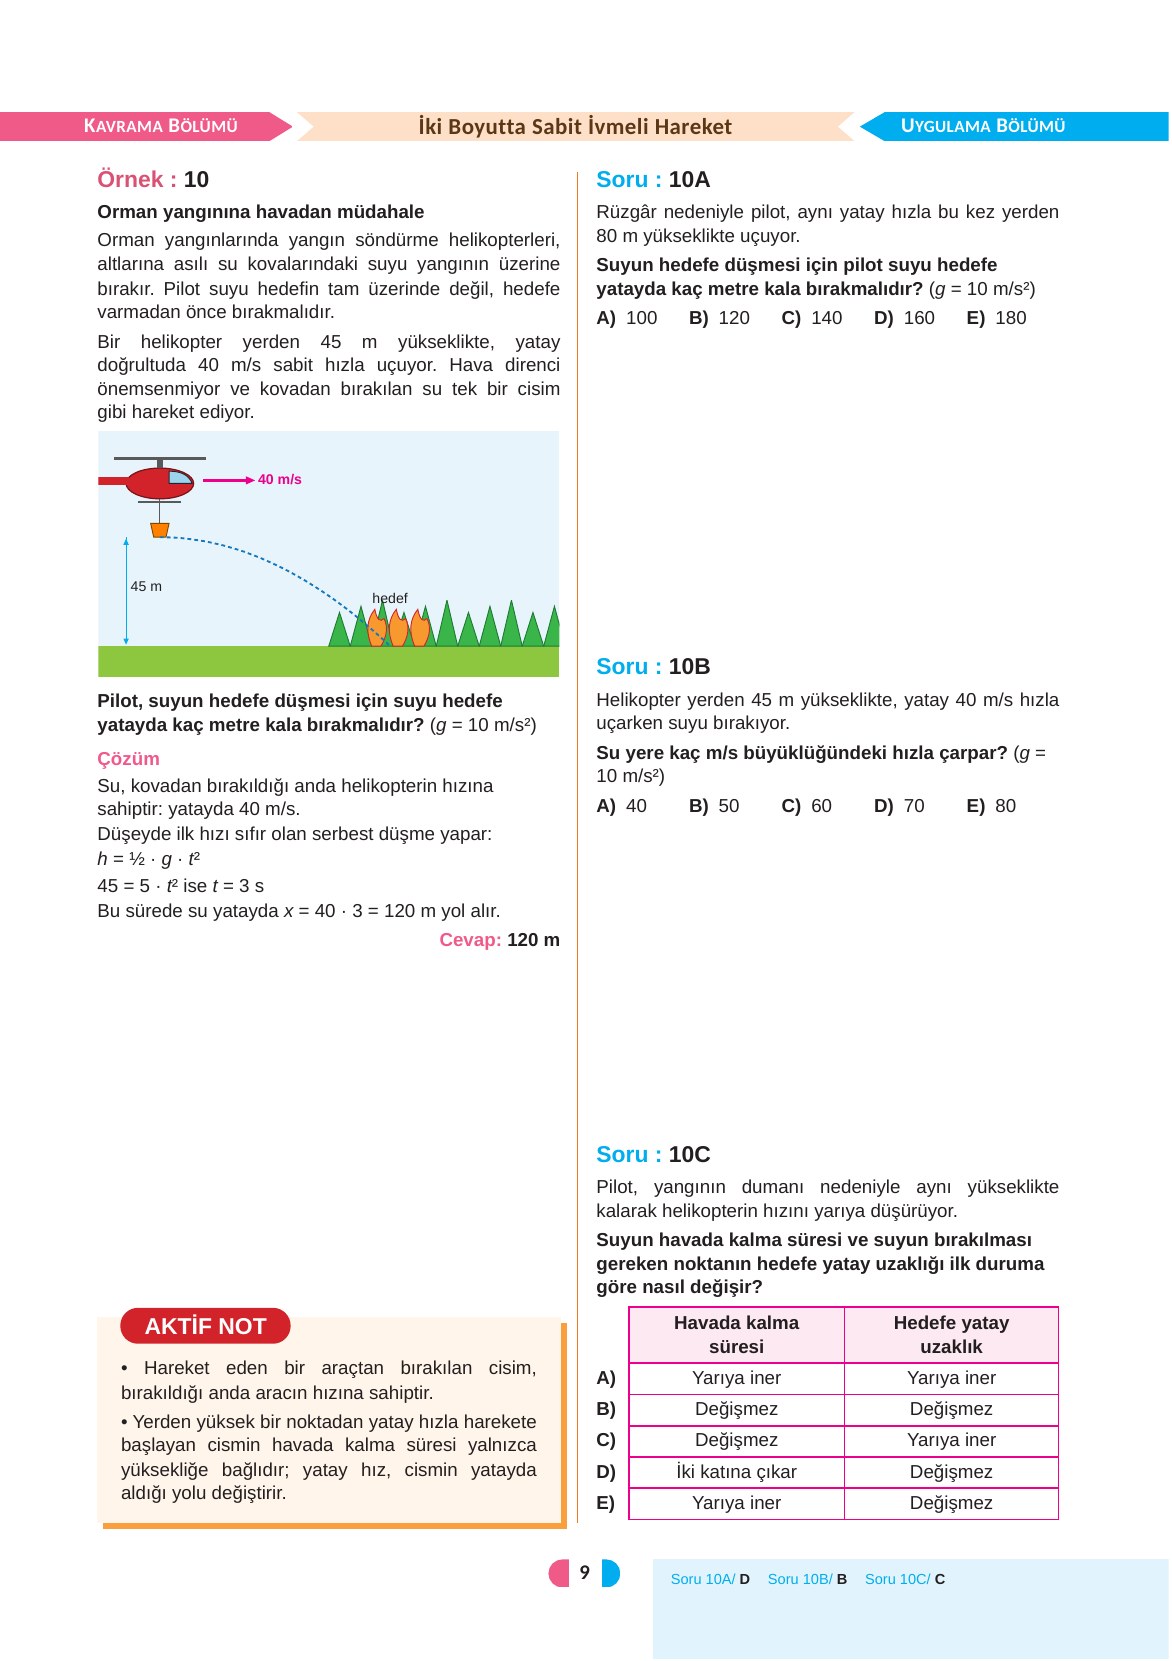 KAVRAMA BÖLÜMÜ
İki Boyutta Sabit İvmeli Hareket
UYGULAMA BÖLÜMÜ
Örnek : 10
Orman yangınına havadan müdahale
Orman yangınlarında yangın söndürme helikopterleri,
altlarına asılı su kovalarındaki suyu yangının üzerine
bırakır. Pilot suyu hedefin tam üzerinde değil, hedefe
varmadan önce bırakmalıdır.
Bir helikopter yerden 45 m yükseklikte, yatay
doğrultuda 40 m/s sabit hızla uçuyor. Hava direnci
önemsenmiyor ve kovadan bırakılan su tek bir cisim
gibi hareket ediyor.
40 m/s
45 m
hedef
Pilot, suyun hedefe düşmesi için suyu hedefe
yatayda kaç metre kala bırakmalıdır? (g = 10 m/s²)
Çözüm
Su, kovadan bırakıldığı anda helikopterin hızına
sahiptir: yatayda 40 m/s.
Düşeyde ilk hızı sıfır olan serbest düşme yapar:
h = ½ · g · t²
45 = 5 · t² ise t = 3 s
Bu sürede su yatayda x = 40 · 3 = 120 m yol alır.
Cevap: 120 m
AKTİF NOT
• Hareket eden bir araçtan bırakılan cisim,
bırakıldığı anda aracın hızına sahiptir.
• Yerden yüksek bir noktadan yatay hızla harekete
başlayan cismin havada kalma süresi yalnızca
yüksekliğe bağlıdır; yatay hız, cismin yatayda
aldığı yolu değiştirir.
Soru : 10A
Rüzgâr nedeniyle pilot, aynı yatay hızla bu kez yerden
80 m yükseklikte uçuyor.
Suyun hedefe düşmesi için pilot suyu hedefe
yatayda kaç metre kala bırakmalıdır? (g = 10 m/s²)
A) 100 B) 120 C) 140 D) 160 E) 180
Soru : 10B
Helikopter yerden 45 m yükseklikte, yatay 40 m/s hızla
uçarken suyu bırakıyor.
Su yere kaç m/s büyüklüğündeki hızla çarpar? (g =
10 m/s²)
A) 40 B) 50 C) 60 D) 70 E) 80
Soru : 10C
Pilot, yangının dumanı nedeniyle aynı yükseklikte
kalarak helikopterin hızını yarıya düşürüyor.
Suyun havada kalma süresi ve suyun bırakılması
gereken noktanın hedefe yatay uzaklığı ilk duruma
göre nasıl değişir?
Havada kalma Hedefe yatay
süresi uzaklık
A) Yarıya iner Yarıya iner
B) Değişmez Değişmez
C) Değişmez Yarıya iner
D) İki katına çıkar Değişmez
E) Yarıya iner Değişmez
9
Soru 10A/ D Soru 10B/ B Soru 10C/ C